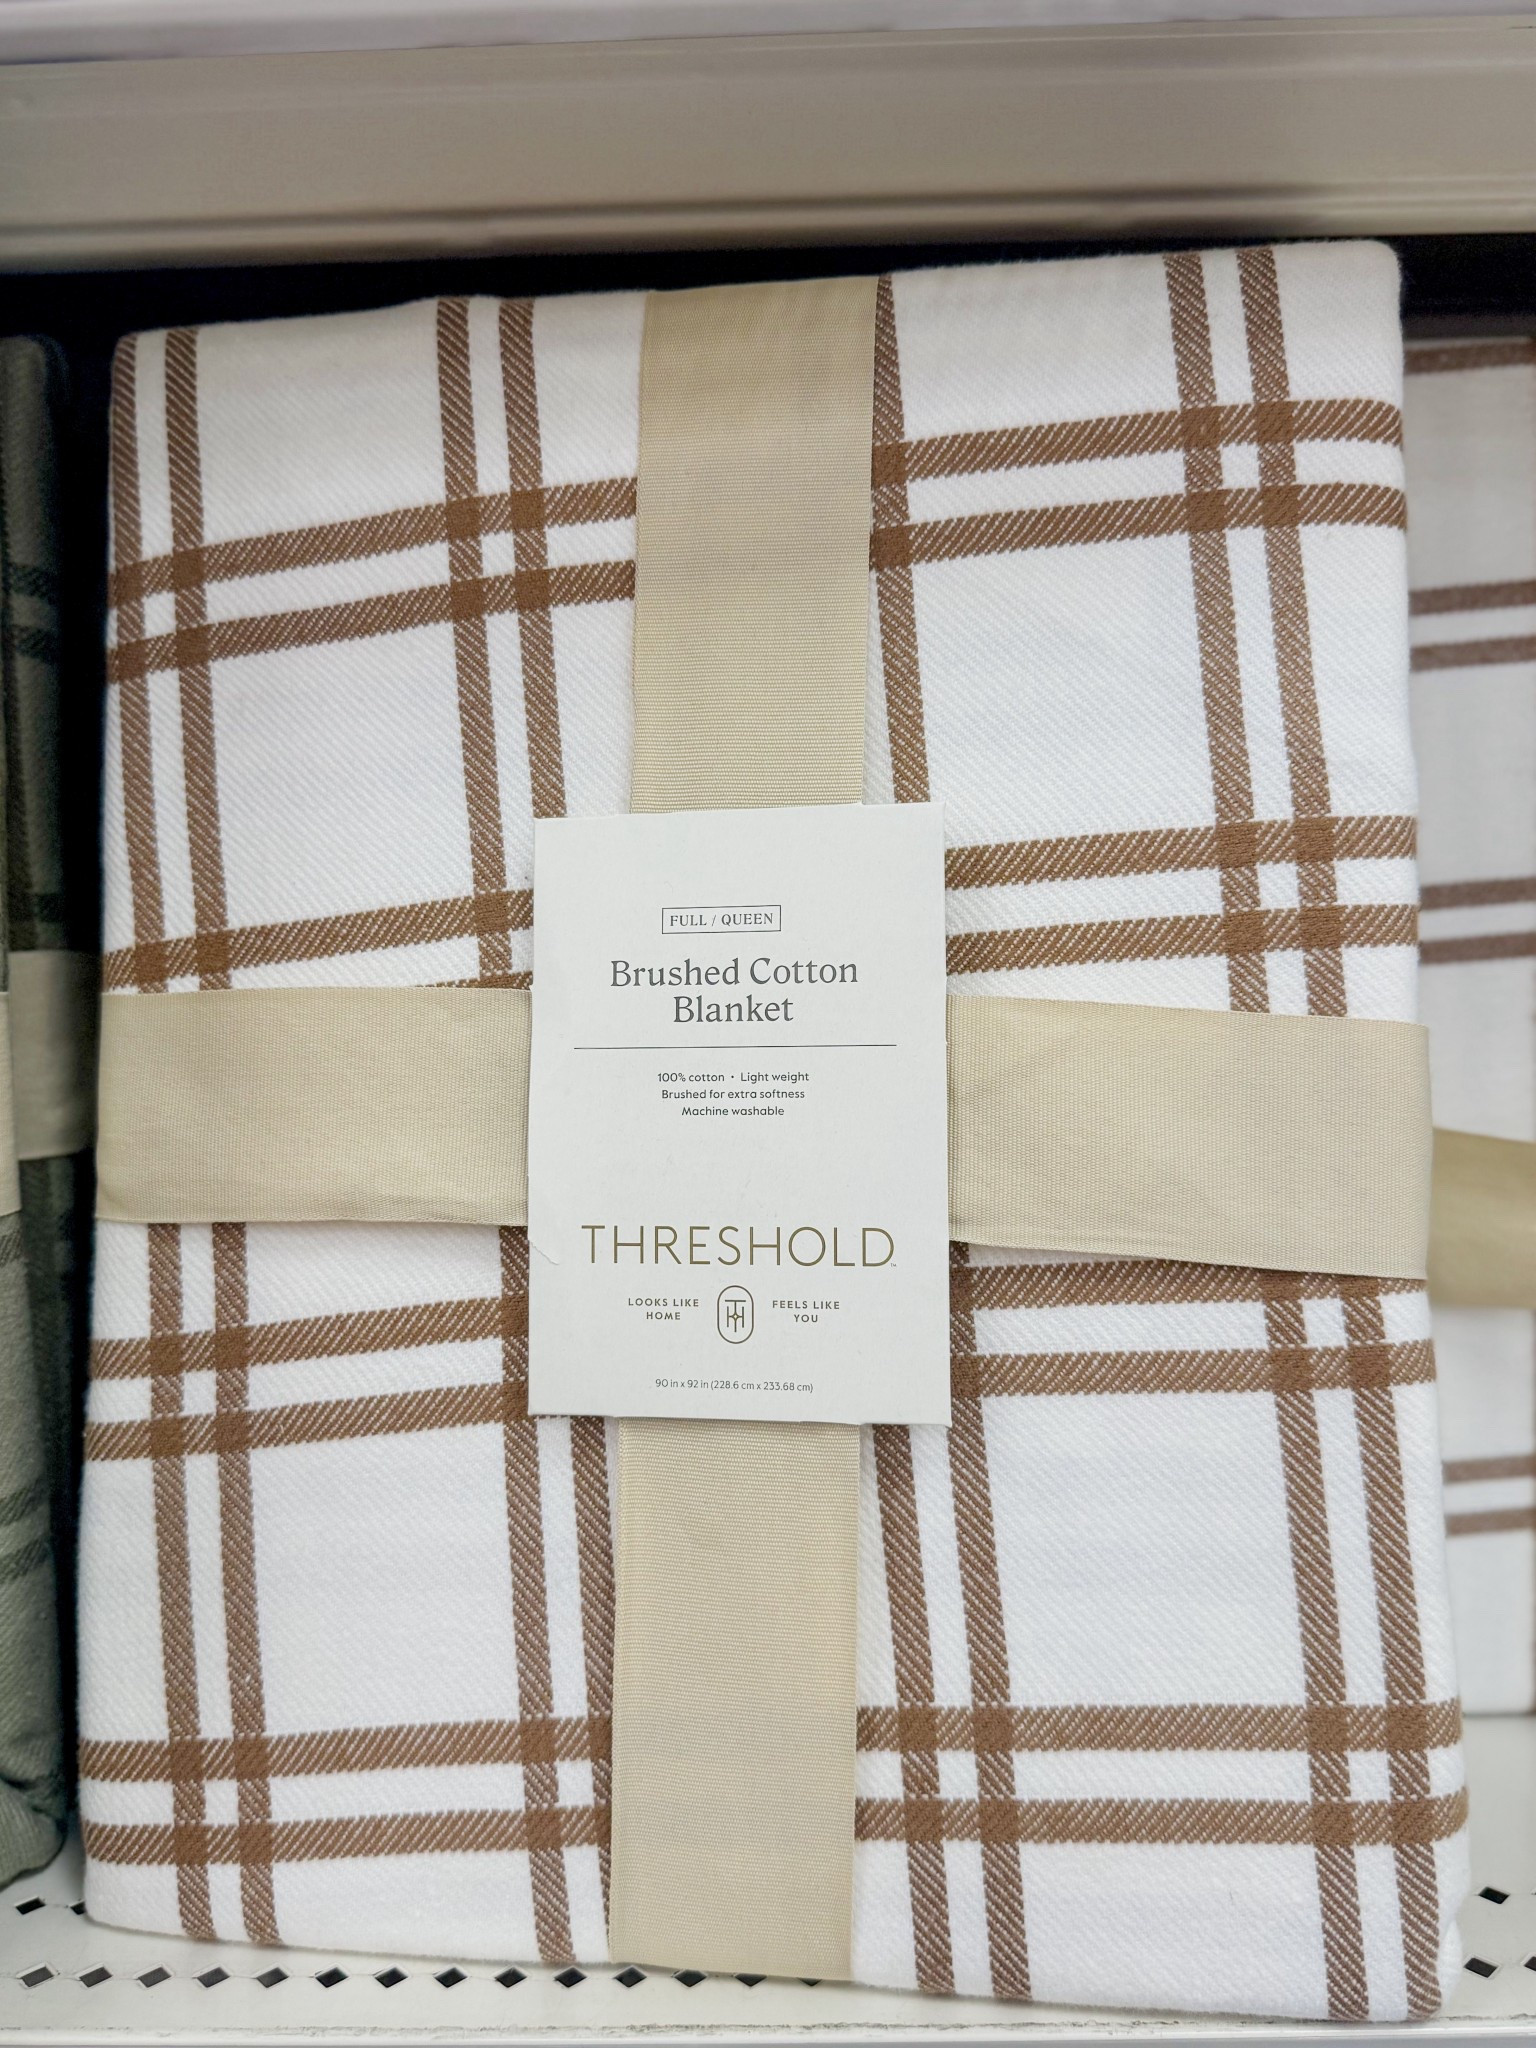 FULL / QUEEN
Brushed Cotton
Blanket
100% cotton • Light weight
Brushed for extra softness
Machine washable
THRESHOLD™
LOOKS LIKE
HOME
FEELS LIKE
YOU
90 in x 92 in (228.6 cm x 233.68 cm)